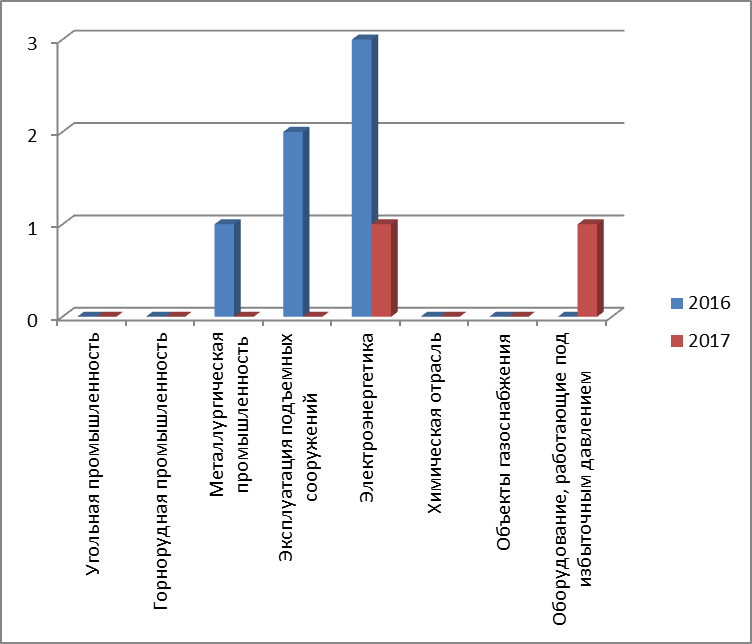 3
2
1
0
Угольная промышленность
Горнорудная промышленность
Металлургическая
промышленность
Эксплуатация подъемных
сооружений
Электроэнергетика
Химическая отрасль
Объекты газоснабжения
Оборудование, работающие под
избыточным давлением
2016
2017